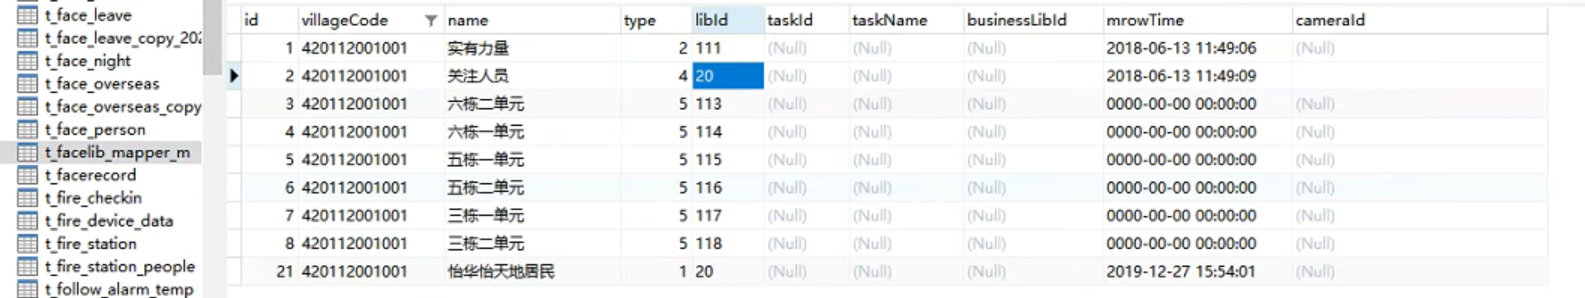 t_face_leave
t_face_leave_copy_202
t_face_night
t_face_overseas
t_face_overseas_copy
t_face_person
t_facelib_mapper_m
t_facerecord
t_fire_checkin
t_fire_device_data
t_fire_station
t_fire_station_people
t_follow_alarm_temp
id villageCode name type libId taskId taskName businessLibId mrowTime cameraId
1 420112001001 实有力量 2 111 (Null) (Null) (Null) 2018-06-13 11:49:06 (Null)
2 420112001001 关注人员 4 20 (Null) (Null) (Null) 2018-06-13 11:49:09
3 420112001001 六栋二单元 5 113 (Null) (Null) (Null) 0000-00-00 00:00:00 (Null)
4 420112001001 六栋一单元 5 114 (Null) (Null) (Null) 0000-00-00 00:00:00 (Null)
5 420112001001 五栋一单元 5 115 (Null) (Null) (Null) 0000-00-00 00:00:00 (Null)
6 420112001001 五栋二单元 5 116 (Null) (Null) (Null) 0000-00-00 00:00:00 (Null)
7 420112001001 三栋一单元 5 117 (Null) (Null) (Null) 0000-00-00 00:00:00 (Null)
8 420112001001 三栋二单元 5 118 (Null) (Null) (Null) 0000-00-00 00:00:00 (Null)
21 420112001001 怡华怡天地居民 1 20 (Null) (Null) (Null) 2019-12-27 15:54:01 (Null)